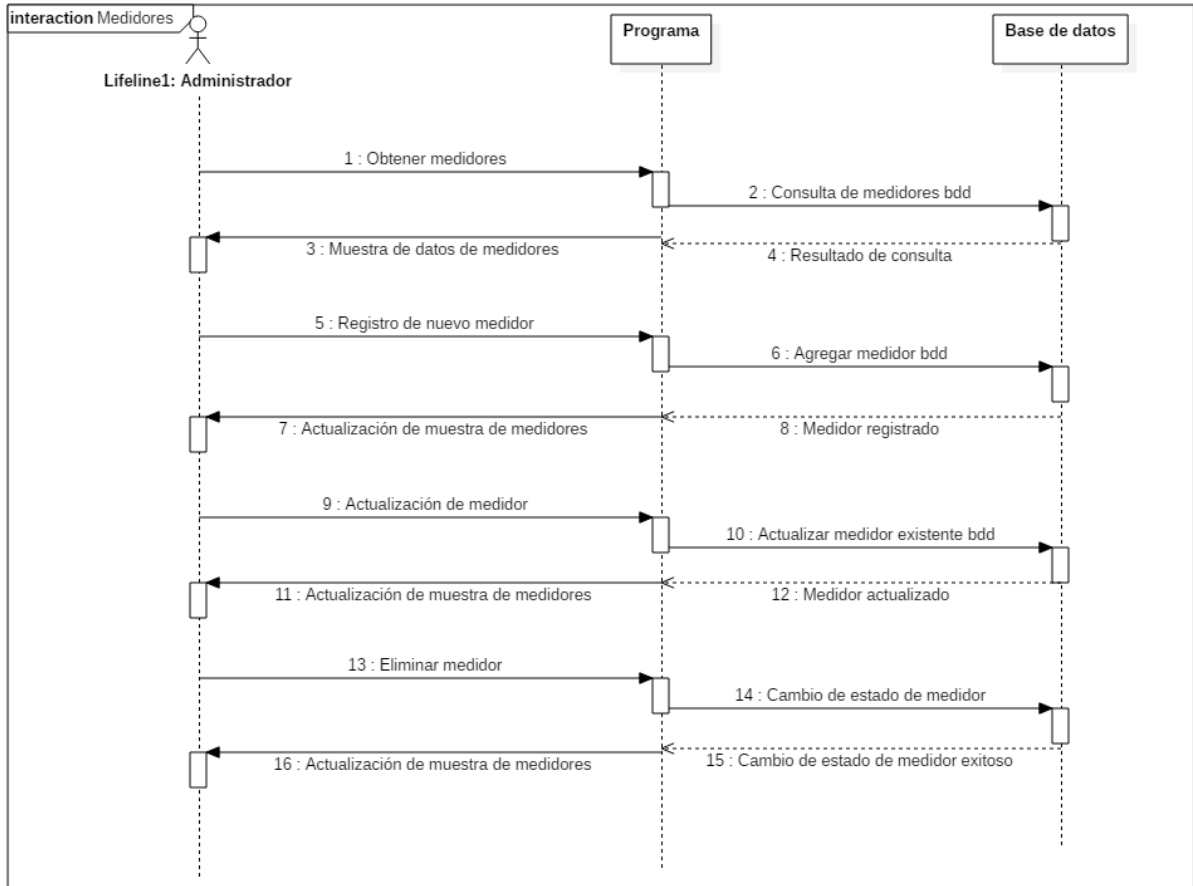 interaction Medidores
Lifeline1: Administrador
Programa
Base de datos
1 : Obtener medidores
2 : Consulta de medidores bdd
3 : Muestra de datos de medidores
4 : Resultado de consulta
5 : Registro de nuevo medidor
6 : Agregar medidor bdd
7 : Actualización de muestra de medidores
8 : Medidor registrado
9 : Actualización de medidor
10 : Actualizar medidor existente bdd
11 : Actualización de muestra de medidores
12 : Medidor actualizado
13 : Eliminar medidor
14 : Cambio de estado de medidor
15 : Cambio de estado de medidor exitoso
16 : Actualización de muestra de medidores